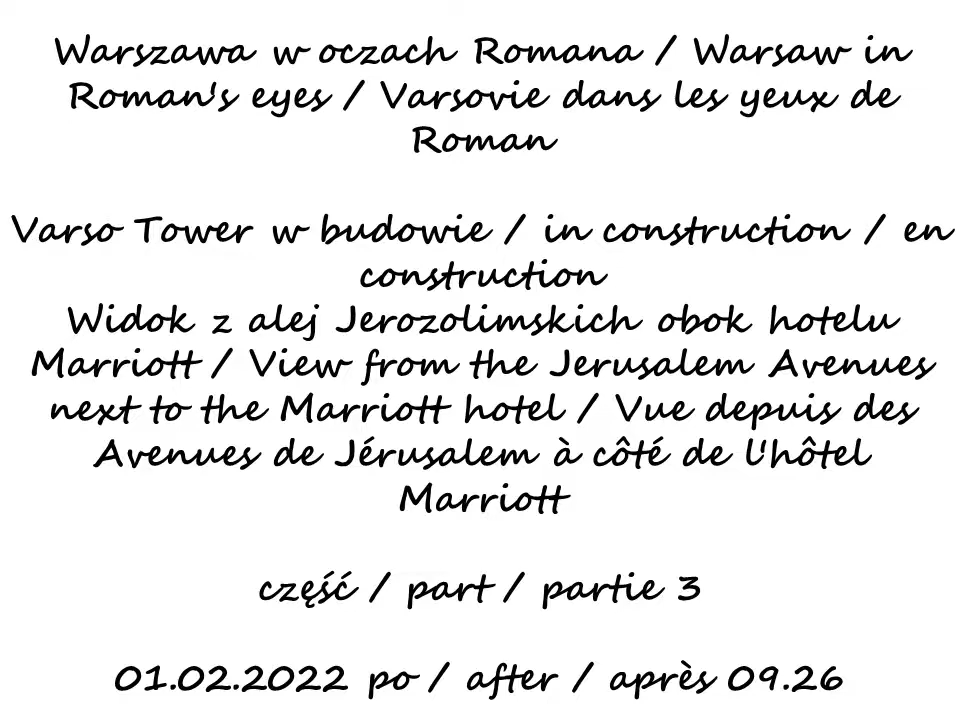 Warszawa w oczach Romana / Warsaw in
Roman's eyes / Varsovie dans les yeux de
Roman
Varso Tower w budowie / in construction / en
construction
Widok z alej Jerozolimskich obok hotelu
Marriott / View from the Jerusalem Avenues
next to the Marriott hotel / Vue depuis des
Avenues de Jérusalem à côté de l'hôtel
Marriott
część / part / partie 3
01.02.2022 po / after / après 09.26